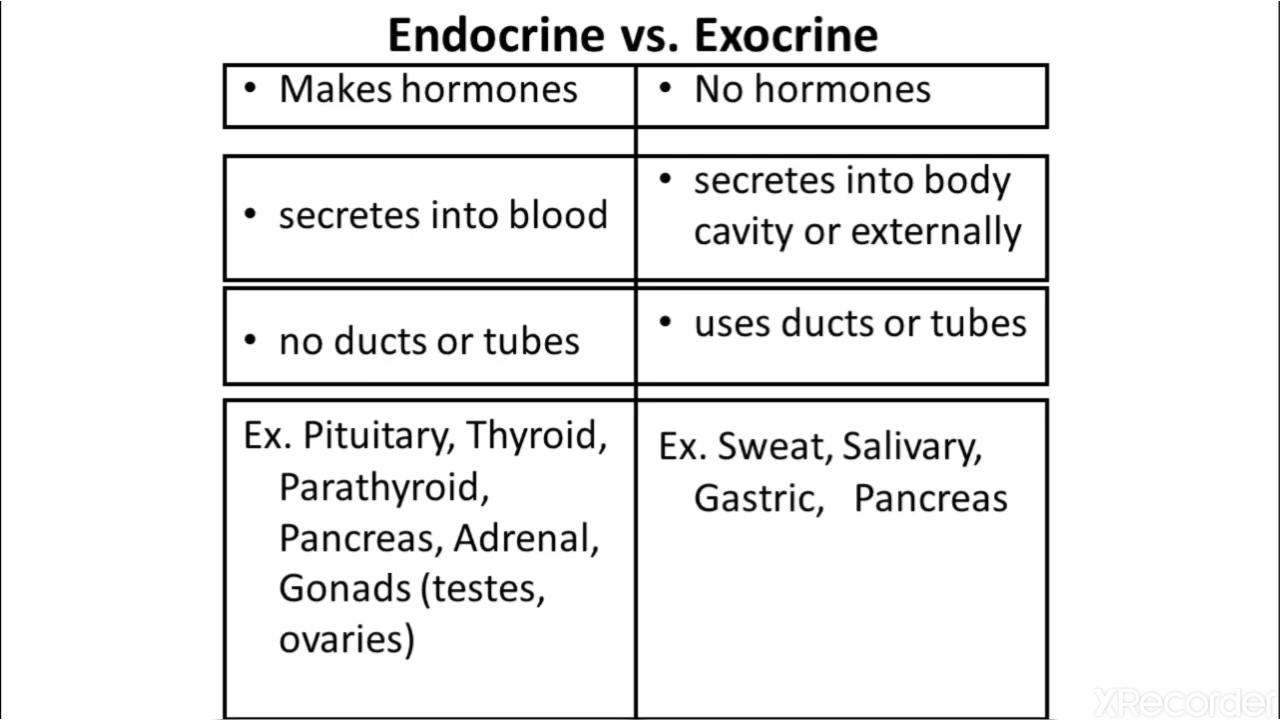 Endocrine vs. Exocrine
• Makes hormones
• No hormones
• secretes into blood
• secretes into body
cavity or externally
• no ducts or tubes
• uses ducts or tubes
Ex. Pituitary, Thyroid,
Parathyroid,
Pancreas, Adrenal,
Gonads (testes,
ovaries)
Ex. Sweat, Salivary,
Gastric, Pancreas
XRecorder